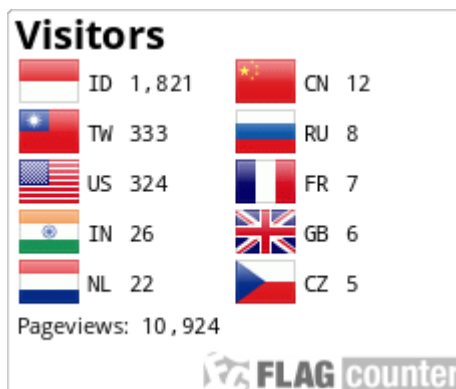 Visitors
ID 1,821
TW 333
US 324
IN 26
NL 22
CN 12
RU 8
FR 7
GB 6
CZ 5
Pageviews: 10,924
FLAG counter